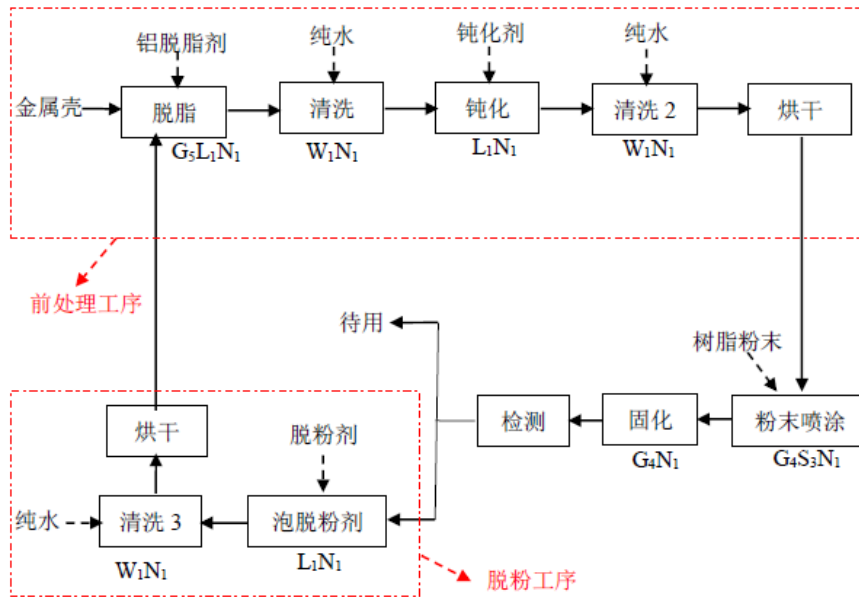 铝脱脂剂
纯水
钝化剂
纯水
金属壳
脱脂
清洗
钝化
清洗 2
烘干
G₅L₁N₁
W₁N₁
L₁N₁
W₁N₁
前处理工序
待用
树脂粉末
烘干
脱粉剂
检测
固化
粉末喷涂
G₄N₁
G₄S₃N₁
纯水
清洗 3
泡脱粉剂
W₁N₁
L₁N₁
脱粉工序